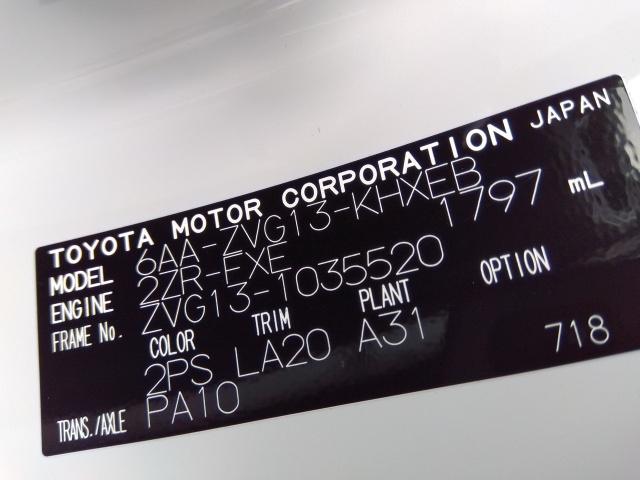 TOYOTA MOTOR CORPORATION JAPAN
MODEL 6AA-ZVG13-KHXEB
ENGINE 2ZR-EXE 1797 mL
FRAME No. ZVG13-1035520
COLOR TRIM PLANT OPTION
2PS LA20 A31
TRANS./AXLE PA10 718